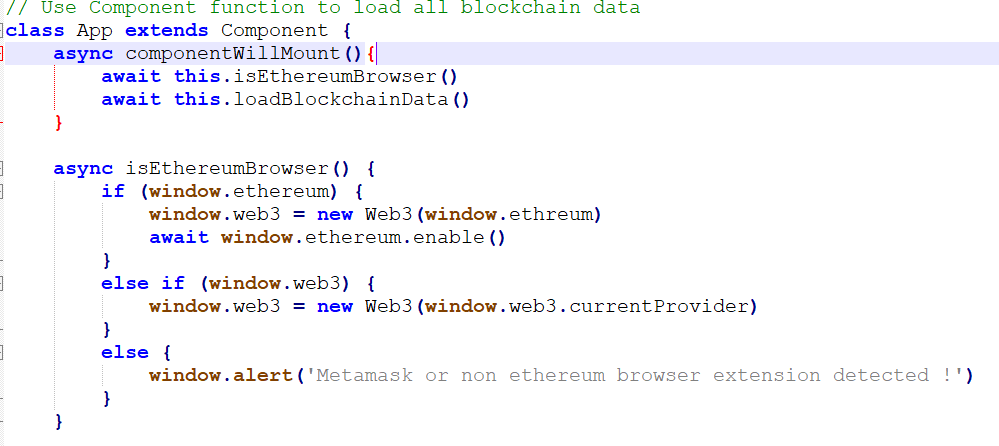 // Use Component function to load all blockchain data
class App extends Component {
async componentWillMount(){
await this.isEthereumBrowser()
await this.loadBlockchainData()
}
async isEthereumBrowser() {
if (window.ethereum) {
window.web3 = new Web3(window.ethreum)
await window.ethereum.enable()
}
else if (window.web3) {
window.web3 = new Web3(window.web3.currentProvider)
}
else {
window.alert('Metamask or non ethereum browser extension detected !')
}
}